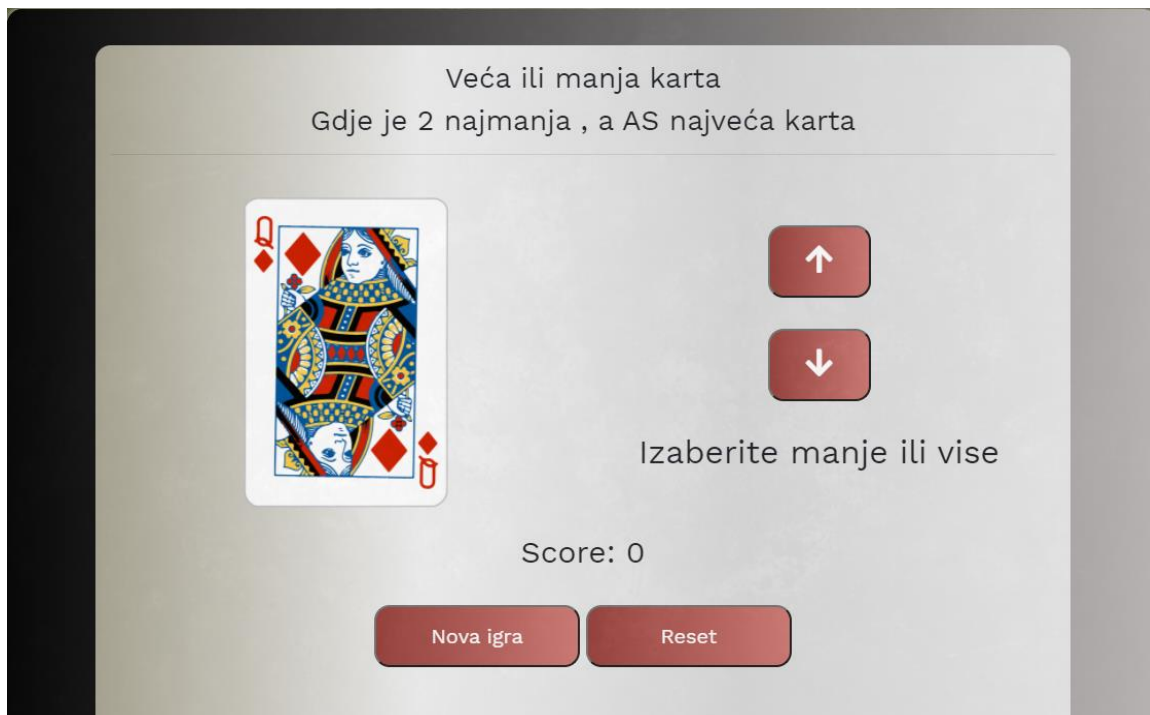 Veća ili manja karta
Gdje je 2 najmanja , a AS najveća karta
Q
Izaberite manje ili vise
Q
Score: 0
Nova igra Reset